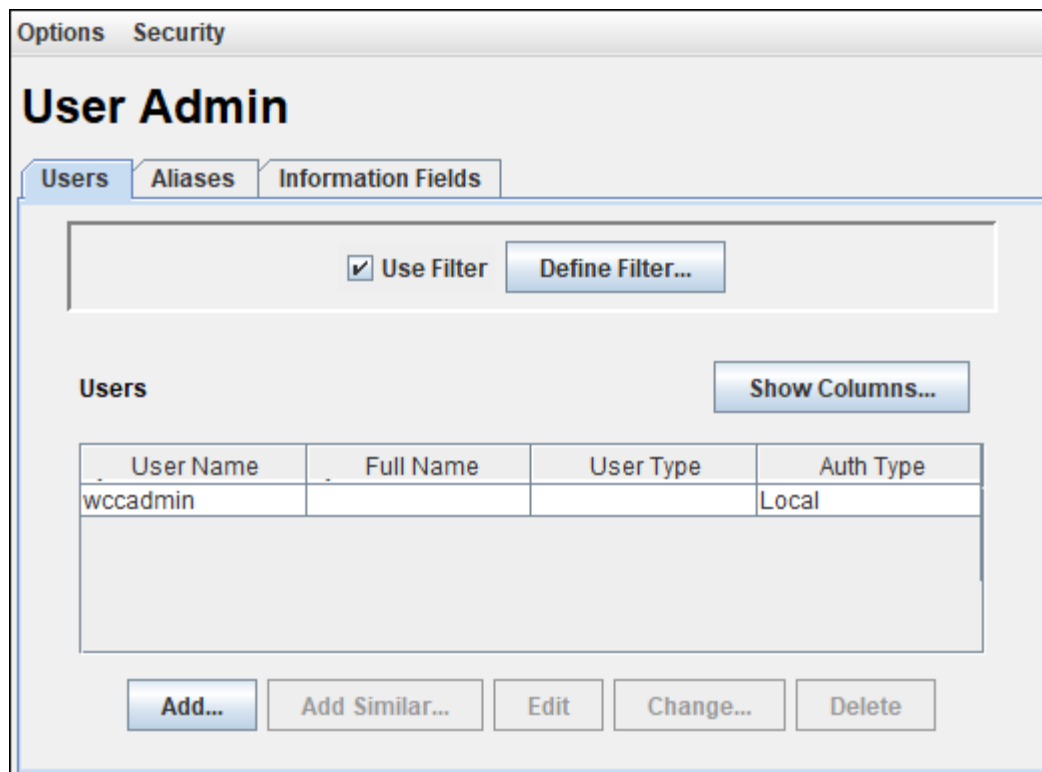 Options Security
User Admin
Users Aliases Information Fields
Use Filter Define Filter...
Users Show Columns...
User Name Full Name User Type Auth Type
wccadmin Local
Add... Add Similar... Edit Change... Delete